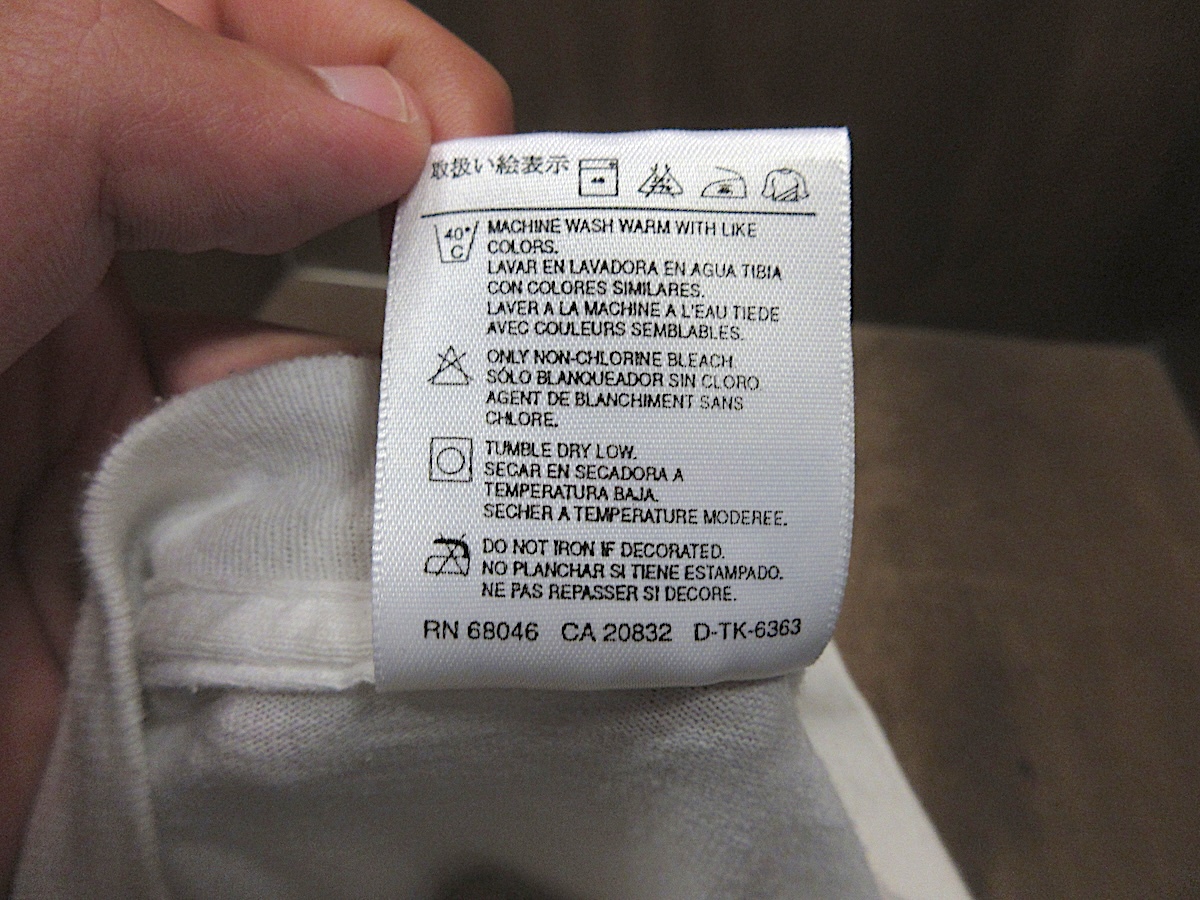 取扱い絵表示
40°
C
MACHINE WASH WARM WITH LIKE
COLORS.
LAVAR EN LAVADORA EN AGUA TIBIA
CON COLORES SIMILARES.
LAVER A LA MACHINE A L'EAU TIEDE
AVEC COULEURS SEMBLABLES.
ONLY NON-CHLORINE BLEACH
SÓLO BLANQUEADOR SIN CLORO
AGENT DE BLANCHIMENT SANS
CHLORE.
TUMBLE DRY LOW.
SECAR EN SECADORA A
TEMPERATURA BAJA.
SECHER A TEMPERATURE MODEREE.
DO NOT IRON IF DECORATED.
NO PLANCHAR SI TIENE ESTAMPADO.
NE PAS REPASSER SI DECORE.
RN 68046 CA 20832 D-TK-6363